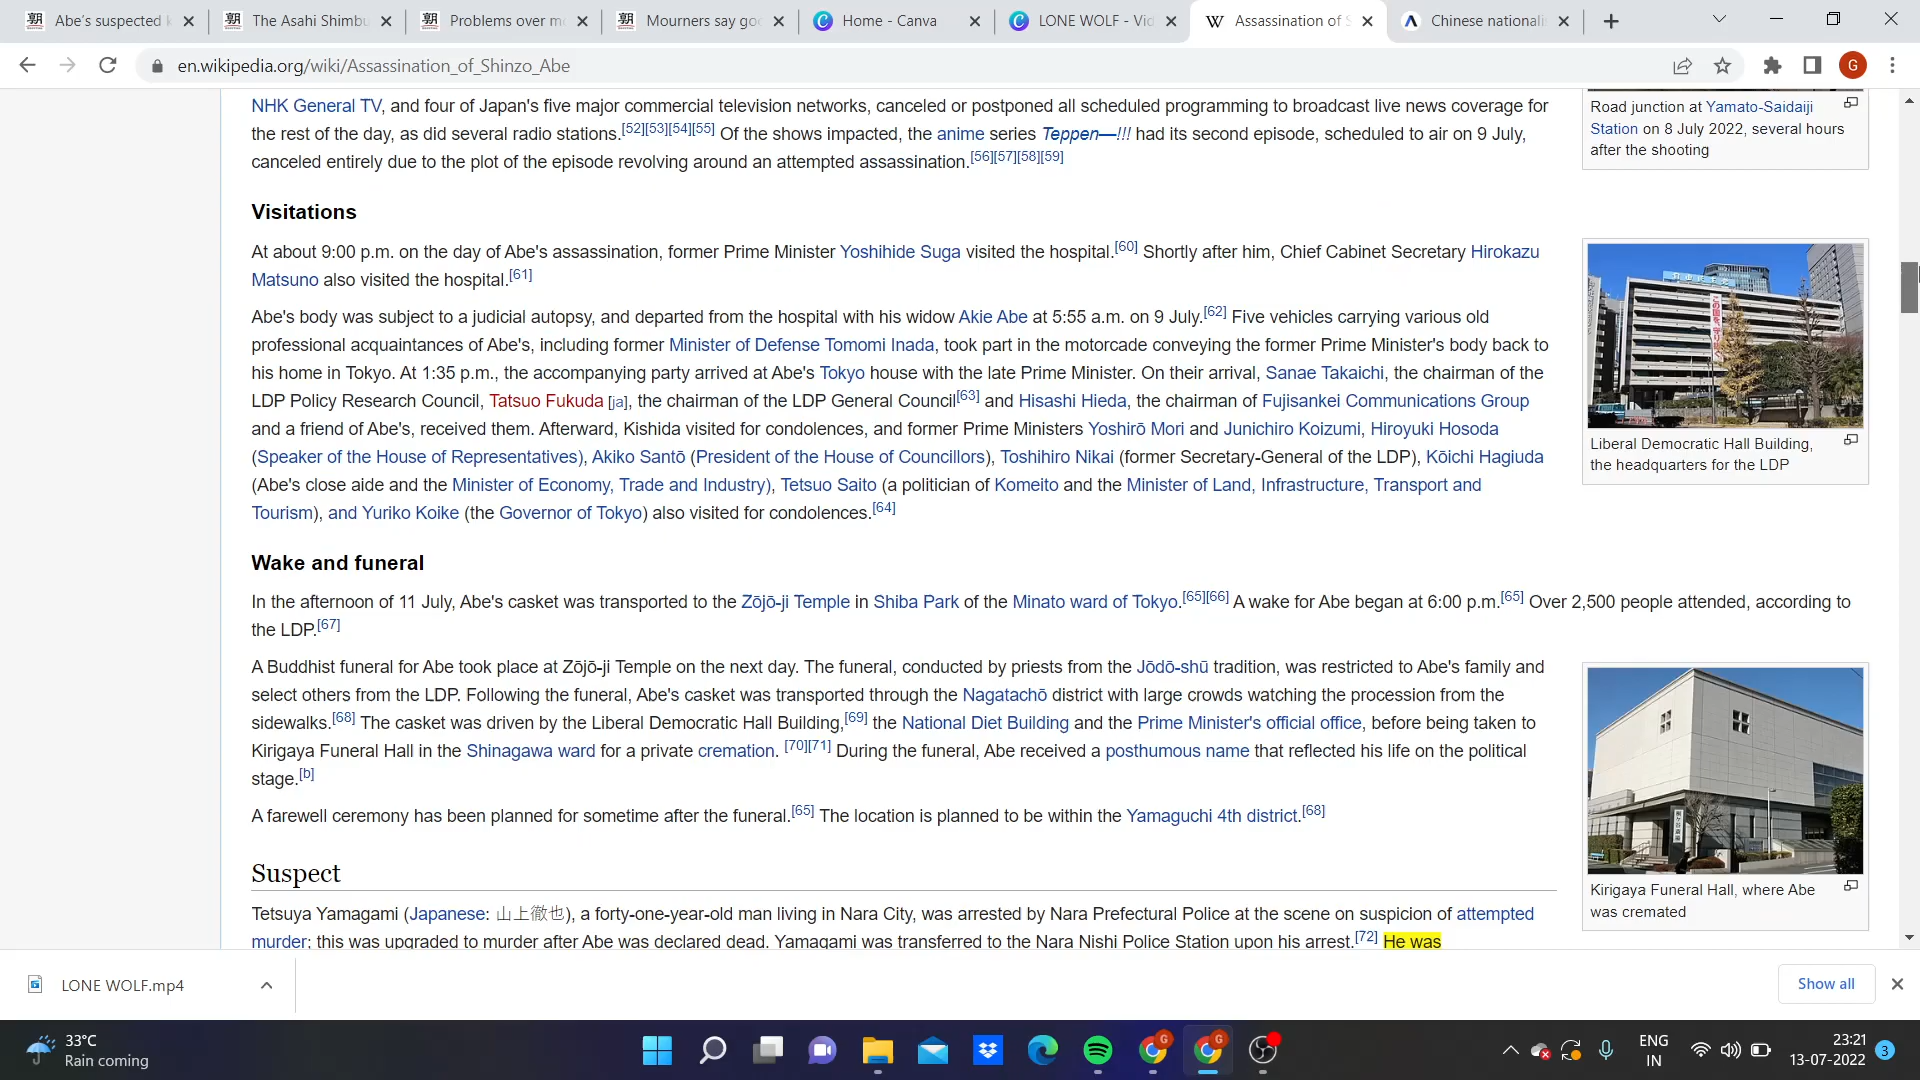 Abe's suspected k
The Asahi Shimbu
Problems over mo
Mourners say goo
Home - Canva
LONE WOLF - Vid
Assassination of S
Chinese nationalis
en.wikipedia.org/wiki/Assassination_of_Shinzo_Abe
G
NHK General TV, and four of Japan's five major commercial television networks, canceled or postponed all scheduled programming to broadcast live news coverage for
the rest of the day, as did several radio stations.[52][53][54][55] Of the shows impacted, the anime series Teppen—!!! had its second episode, scheduled to air on 9 July,
canceled entirely due to the plot of the episode revolving around an attempted assassination.[56][57][58][59]
Road junction at Yamato-Saidaiji
Station on 8 July 2022, several hours
after the shooting
Visitations
At about 9:00 p.m. on the day of Abe's assassination, former Prime Minister Yoshihide Suga visited the hospital.[60] Shortly after him, Chief Cabinet Secretary Hirokazu
Matsuno also visited the hospital.[61]
Abe's body was subject to a judicial autopsy, and departed from the hospital with his widow Akie Abe at 5:55 a.m. on 9 July.[62] Five vehicles carrying various old
professional acquaintances of Abe's, including former Minister of Defense Tomomi Inada, took part in the motorcade conveying the former Prime Minister's body back to
his home in Tokyo. At 1:35 p.m., the accompanying party arrived at Abe's Tokyo house with the late Prime Minister. On their arrival, Sanae Takaichi, the chairman of the
LDP Policy Research Council, Tatsuo Fukuda [ja], the chairman of the LDP General Council[63] and Hisashi Hieda, the chairman of Fujisankei Communications Group
and a friend of Abe's, received them. Afterward, Kishida visited for condolences, and former Prime Ministers Yoshirō Mori and Junichiro Koizumi, Hiroyuki Hosoda
(Speaker of the House of Representatives), Akiko Santō (President of the House of Councillors), Toshihiro Nikai (former Secretary-General of the LDP), Kōichi Hagiuda
(Abe's close aide and the Minister of Economy, Trade and Industry), Tetsuo Saito (a politician of Komeito and the Minister of Land, Infrastructure, Transport and
Tourism), and Yuriko Koike (the Governor of Tokyo) also visited for condolences.[64]
Liberal Democratic Hall Building,
the headquarters for the LDP
Wake and funeral
In the afternoon of 11 July, Abe's casket was transported to the Zōjō-ji Temple in Shiba Park of the Minato ward of Tokyo.[65][66] A wake for Abe began at 6:00 p.m.[65] Over 2,500 people attended, according to
the LDP.[67]
A Buddhist funeral for Abe took place at Zōjō-ji Temple on the next day. The funeral, conducted by priests from the Jōdō-shū tradition, was restricted to Abe's family and
select others from the LDP. Following the funeral, Abe's casket was transported through the Nagatachō district with large crowds watching the procession from the
sidewalks.[68] The casket was driven by the Liberal Democratic Hall Building,[69] the National Diet Building and the Prime Minister's official office, before being taken to
Kirigaya Funeral Hall in the Shinagawa ward for a private cremation. [70][71] During the funeral, Abe received a posthumous name that reflected his life on the political
stage.[b]
A farewell ceremony has been planned for sometime after the funeral.[65] The location is planned to be within the Yamaguchi 4th district.[68]
Kirigaya Funeral Hall, where Abe
was cremated
Suspect
Tetsuya Yamagami (Japanese: 山上徹也), a forty-one-year-old man living in Nara City, was arrested by Nara Prefectural Police at the scene on suspicion of attempted
murder; this was upgraded to murder after Abe was declared dead. Yamagami was transferred to the Nara Nishi Police Station upon his arrest.[72] He was
LONE WOLF.mp4
Show all
33°C
Rain coming
ENG
IN
23:21
13-07-2022
3